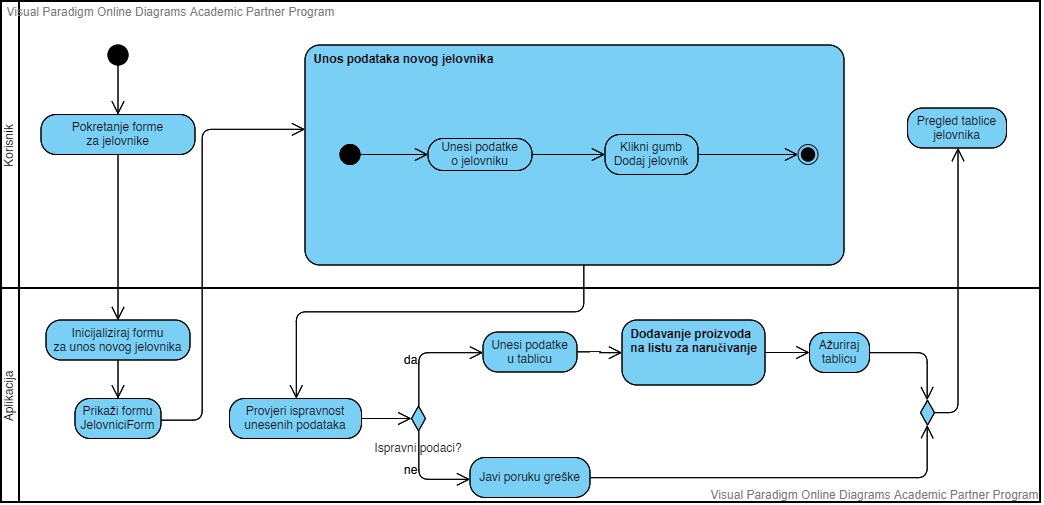 Visual Paradigm Online Diagrams Academic Partner Program
Korisnik
Pokretanje forme
za jelovnike
Unos podataka novog jelovnika
Unesi podatke
o jelovniku
Klikni gumb
Dodaj jelovnik
Pregled tablice
jelovnika
Aplikacija
Inicijaliziraj formu
za unos novog jelovnika
Prikaži formu
JelovniciForm
Provjeri ispravnost
unesenih podataka
Ispravni podaci?
da
Unesi podatke
u tablicu
Dodavanje proizvoda
na listu za naručivanje
Ažuriraj
tablicu
ne
Javi poruku greške
Visual Paradigm Online Diagrams Academic Partner Program